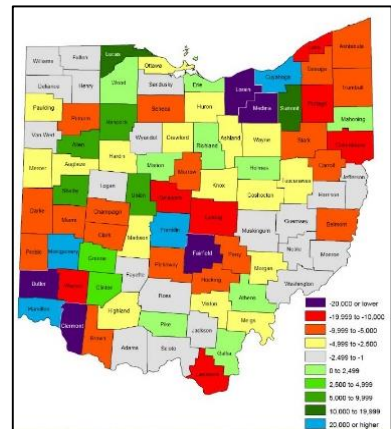 Williams Fulton Lucas Ottawa Lake Ashtabula
Defiance Henry Wood Sandusky Erie Lorain Cuyahoga Geauga Trumbull
Paulding Putnam Hancock Seneca Huron Medina Summit Portage Mahoning
Van Wert Allen Wyandot Crawford Richland Ashland Wayne Stark Columbiana
Mercer Auglaize Hardin Marion Morrow Holmes Tuscarawas Carroll Jefferson
Shelby Logan Union Delaware Knox Coshocton Harrison
Darke Miami Champaign Licking Muskingum Guernsey Belmont
Preble Montgomery Clark Madison Franklin Fairfield Perry Noble Monroe
Greene Fayette Pickaway Hocking Morgan Washington
Butler Warren Clinton Ross Vinton Athens
Hamilton Clermont Highland Pike Jackson Meigs
Brown Adams Scioto Gallia
Lawrence
-20,000 or lower
-19,999 to -10,000
-9,999 to -5,000
-4,999 to -2,500
-2,499 to -1
0 to 2,499
2,500 to 4,999
5,000 to 9,999
10,000 to 19,999
20,000 or higher